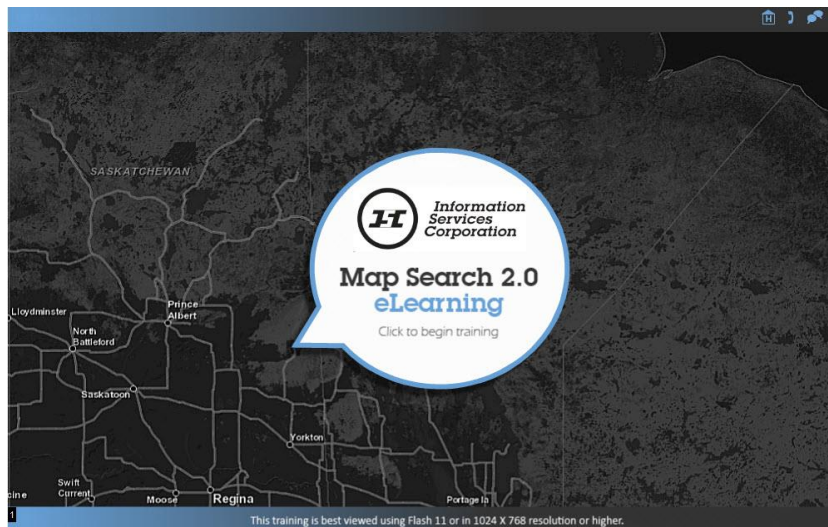 SASKATCHEWAN
Information
Services
Corporation
Map Search 2.0
eLearning
Click to begin training
Lloydminster
Prince
Albert
North
Battleford
Saskatoon
Yorkton
Swift
Current
cine
Moose
Regina
Portage la
1
This training is best viewed using Flash 11 or in 1024 X 768 resolution or higher.